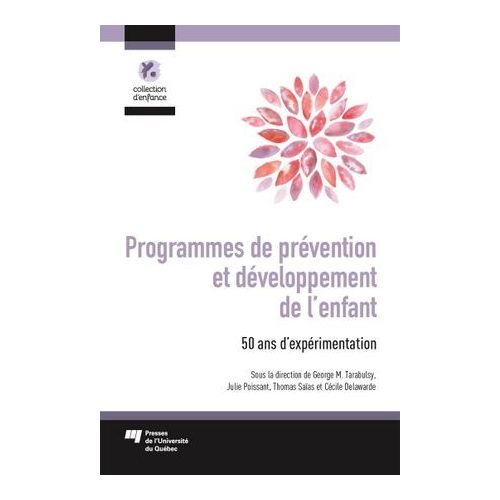 collection
d'enfance
Programmes de prévention
et développement
de l'enfant
50 ans d'expérimentation
Sous la direction de George M. Tarabulsy,
Julie Poissant, Thomas Saïas et Cécile Delawarde
Presses
de l'Université
du Québec